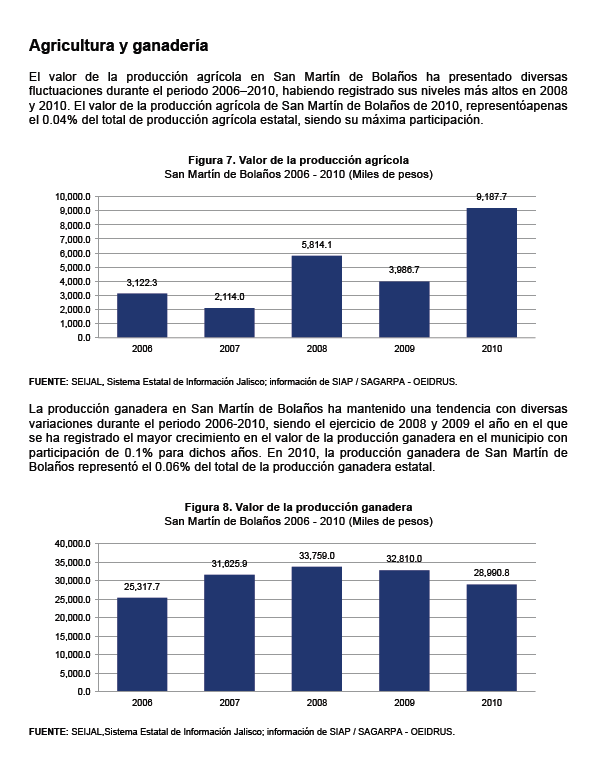 Agricultura y ganadería
El valor de la producción agrícola en San Martín de Bolaños ha presentado diversas
fluctuaciones durante el periodo 2006–2010, habiendo registrado sus niveles más altos en 2008
y 2010. El valor de la producción agrícola de San Martín de Bolaños de 2010, representóapenas
el 0.04% del total de producción agrícola estatal, siendo su máxima participación.
Figura 7. Valor de la producción agrícola
San Martín de Bolaños 2006 - 2010 (Miles de pesos)
10,000.0
9,000.0
8,000.0
7,000.0
6,000.0
5,000.0
4,000.0
3,000.0
2,000.0
1,000.0
0.0
3,122.3
2,114.0
5,814.1
3,986.7
9,187.7
2006 2007 2008 2009 2010
FUENTE: SEIJAL, Sistema Estatal de Información Jalisco; información de SIAP / SAGARPA - OEIDRUS.
La producción ganadera en San Martín de Bolaños ha mantenido una tendencia con diversas
variaciones durante el periodo 2006-2010, siendo el ejercicio de 2008 y 2009 el año en el que
se ha registrado el mayor crecimiento en el valor de la producción ganadera en el municipio con
participación de 0.1% para dichos años. En 2010, la producción ganadera de San Martín de
Bolaños representó el 0.06% del total de la producción ganadera estatal.
Figura 8. Valor de la producción ganadera
San Martín de Bolaños 2006 - 2010 (Miles de pesos)
40,000.0
35,000.0
30,000.0
25,000.0
20,000.0
15,000.0
10,000.0
5,000.0
0.0
25,317.7
31,625.9
33,759.0
32,810.0
28,990.8
2006 2007 2008 2009 2010
FUENTE: SEIJAL,Sistema Estatal de Información Jalisco; información de SIAP / SAGARPA - OEIDRUS.